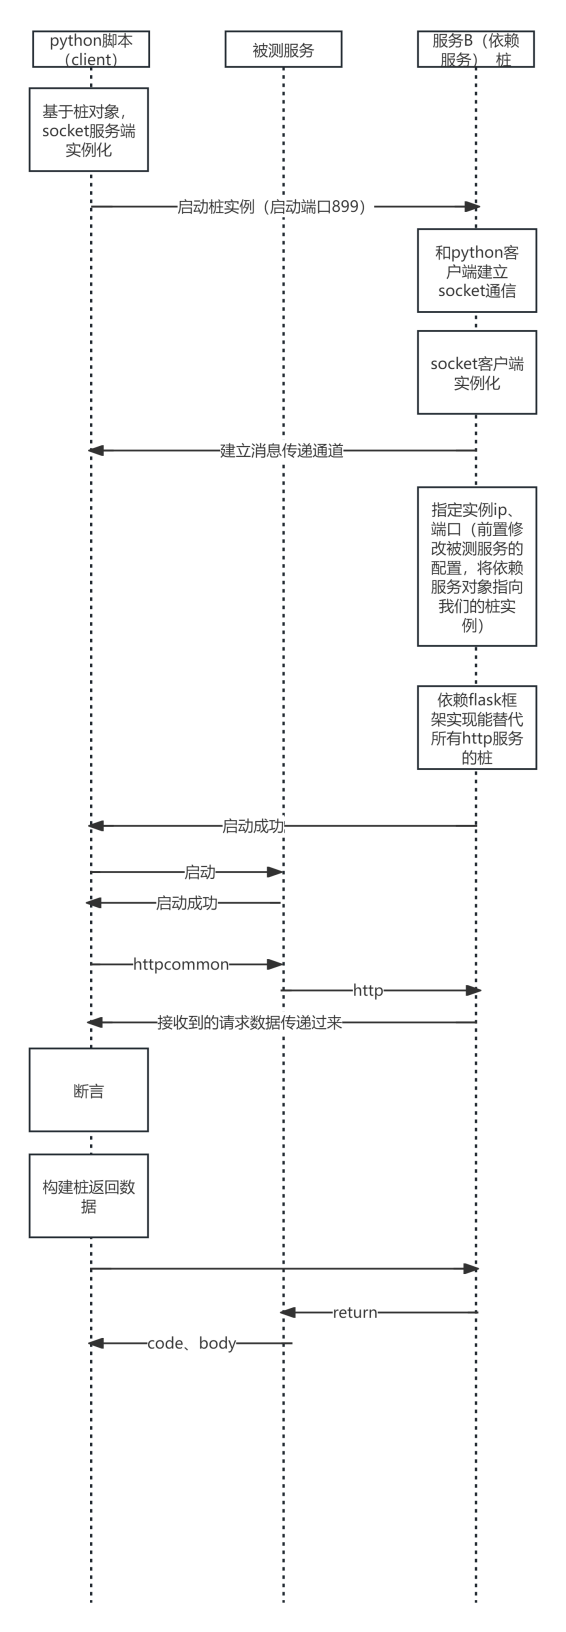 python脚本
（client）
被测服务
服务B（依赖
服务） 桩
基于桩对象，
socket服务端
实例化
启动桩实例（启动端口899）
和python客
户端建立
socket通信
socket客户端
实例化
建立消息传递通道
指定实例ip、
端口（前置修
改被测服务的
配置，将依赖
服务对象指向
我们的桩实
例）
依赖flask框
架实现能替代
所有http服务
的桩
启动成功
启动
启动成功
httpcommon
http
接收到的请求数据传递过来
断言
构建桩返回数
据
return
code、body